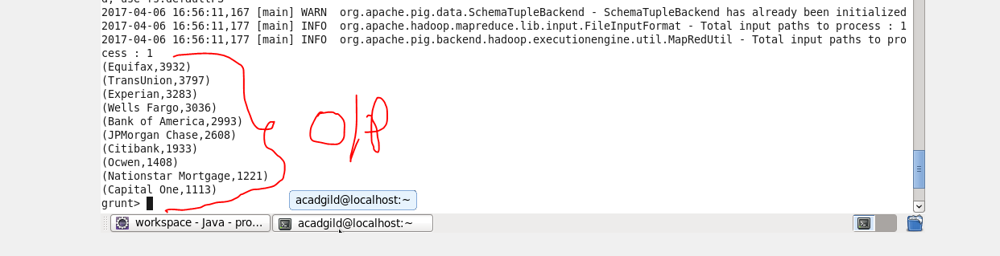 2017-04-06 16:56:11,167 [main] WARN  org.apache.pig.data.SchemaTupleBackend - SchemaTupleBackend has already been initialized
2017-04-06 16:56:11,177 [main] INFO  org.apache.hadoop.mapreduce.lib.input.FileInputFormat - Total input paths to process : 1
2017-04-06 16:56:11,177 [main] INFO  org.apache.pig.backend.hadoop.executionengine.util.MapRedUtil - Total input paths to pro
cess : 1
(Equifax,3932)
(TransUnion,3797)
(Experian,3283)
(Wells Fargo,3036)
(Bank of America,2993)
(JPMorgan Chase,2608)
(Citibank,1933)
(Ocwen,1408)
(Nationstar Mortgage,1221)
(Capital One,1113)
grunt>
O/P
acadgild@localhost:~
workspace - Java - pro...
acadgild@localhost:~